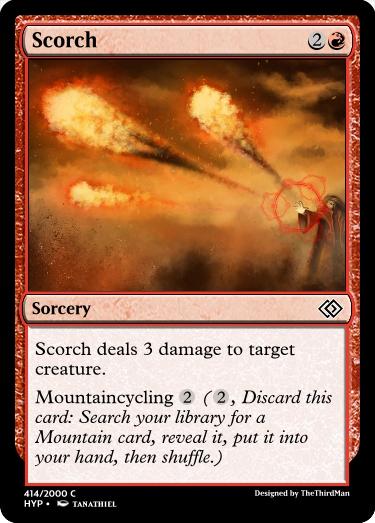 Scorch 2
Sorcery
Scorch deals 3 damage to target
creature.
Mountaincycling 2 ( 2, Discard this
card: Search your library for a
Mountain card, reveal it, put it into
your hand, then shuffle.)
414/2000 C
HYP • TANATHIEL
Designed by TheThirdMan